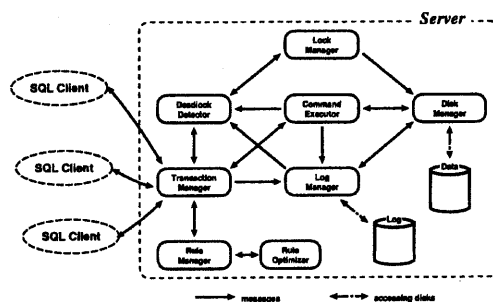 Server
Lock
Manager
SQL Client
Deadlock
Detector
Command
Executor
Disk
Manager
SQL Client
Transaction
Manager
Log
Manager
Data
SQL Client
Log
Rule
Manager
Rule
Optimizer
messages
accessing disks